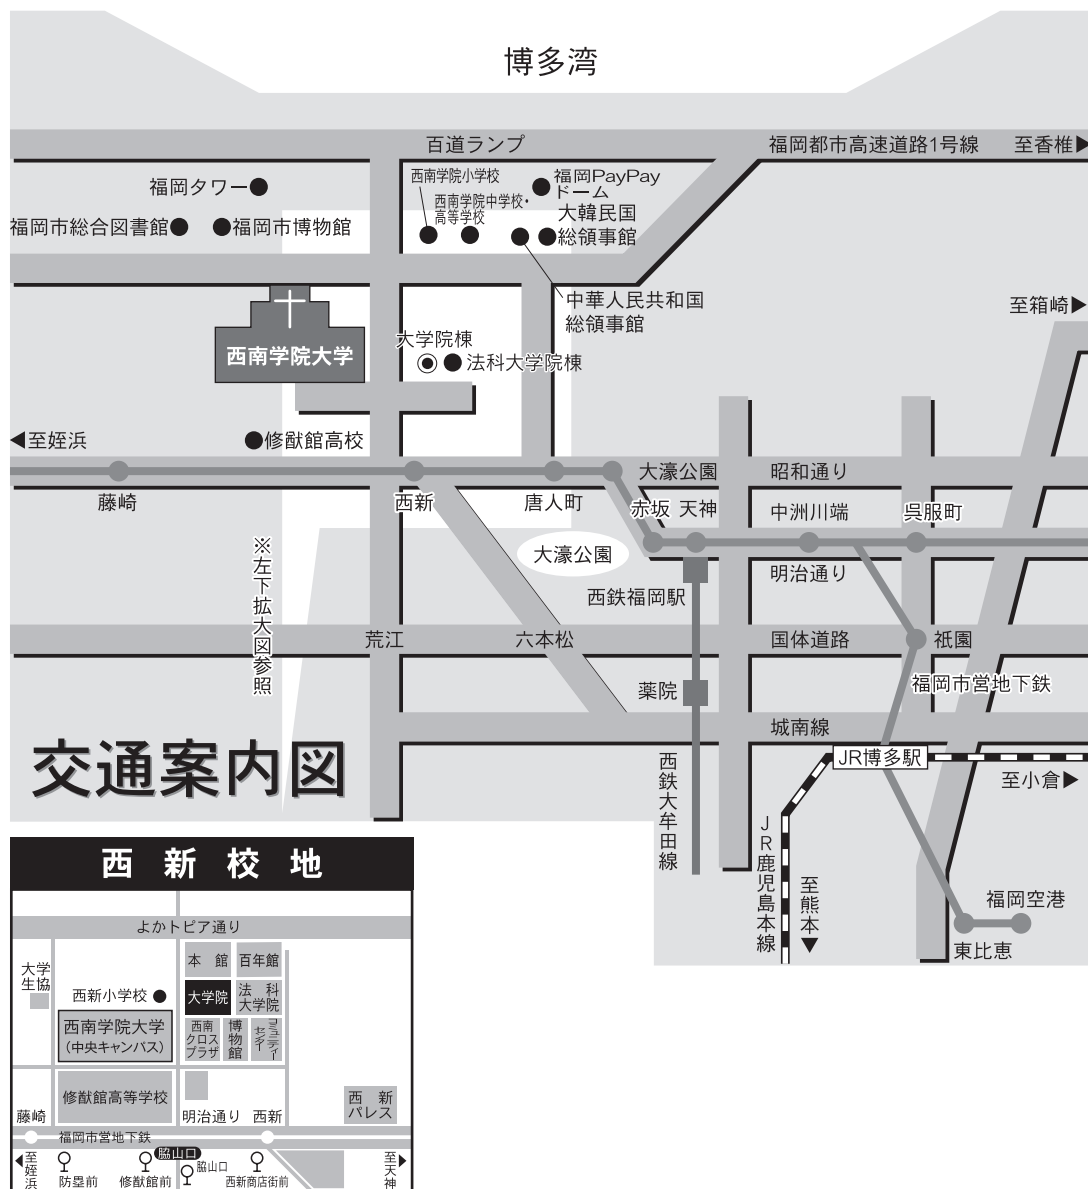 博多湾
百道ランプ
福岡都市高速道路1号線
至香椎▶
福岡タワー●
西南学院小学校
西南学院中学校・
高等学校
福岡PayPay
ドーム
福岡市総合図書館●
●福岡市博物館
大韓民国
総領事館
中華人民共和国
総領事館
至箱崎▶
西南学院大学
大学院棟
法科大学院棟
◀至姪浜
●修猷館高校
大濠公園
昭和通り
藤崎
西新
唐人町
赤坂
天神
中洲川端
呉服町
※左下拡大図参照
大濠公園
明治通り
西鉄福岡駅
荒江
六本松
国体道路
祇園
福岡市営地下鉄
薬院
城南線
交通案内図
西鉄大牟田線
JR博多駅
至小倉▶
JR鹿児島本線
至熊本▼
福岡空港
東比恵
西新校地
よかトピア通り
大学
生協
本館
百年館
西新小学校●
大学院
法科
大学院
西南学院大学
(中央キャンパス)
西南
クロス
プラザ
博物館
コミュニティー
センター
修猷館高等学校
西新
パレス
藤崎
明治通り
西新
福岡市営地下鉄
◀至姪浜
防塁前
修猷館前
脇山口
脇山口
西新商店街前
至天神▶